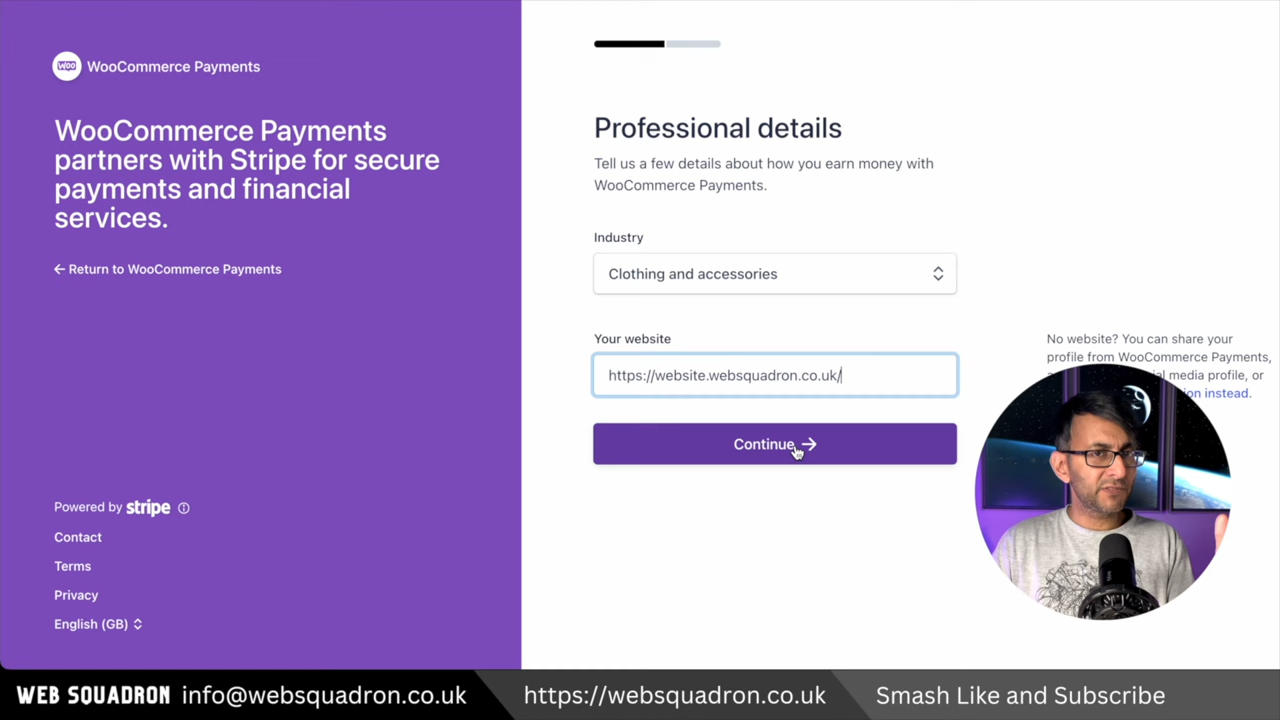 WOO WooCommerce Payments
WooCommerce Payments
partners with Stripe for secure
payments and financial
services.
← Return to WooCommerce Payments
Powered by stripe
Contact
Terms
Privacy
English (GB)
Professional details
Tell us a few details about how you earn money with
WooCommerce Payments.
Industry
Clothing and accessories
Your website
https://website.websquadron.co.uk/
Continue →
No website? You can share your
profile from WooCommerce Payments,
media profile, or
instead.
WEB SQUADRON info@websquadron.co.uk https://websquadron.co.uk Smash Like and Subscribe